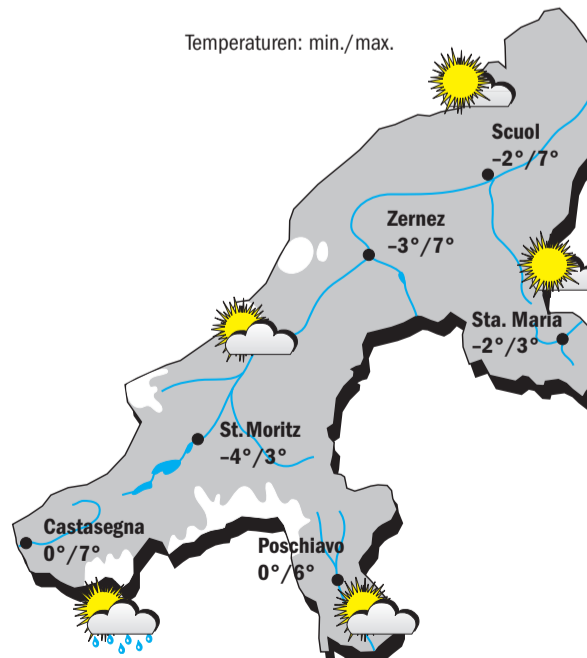 Temperaturen: min./max.
Scuol
–2°/7°
Zernez
–3°/7°
Sta. Maria
–2°/3°
St. Moritz
–4°/3°
Castasegna
0°/7°
Poschiavo
0°/6°